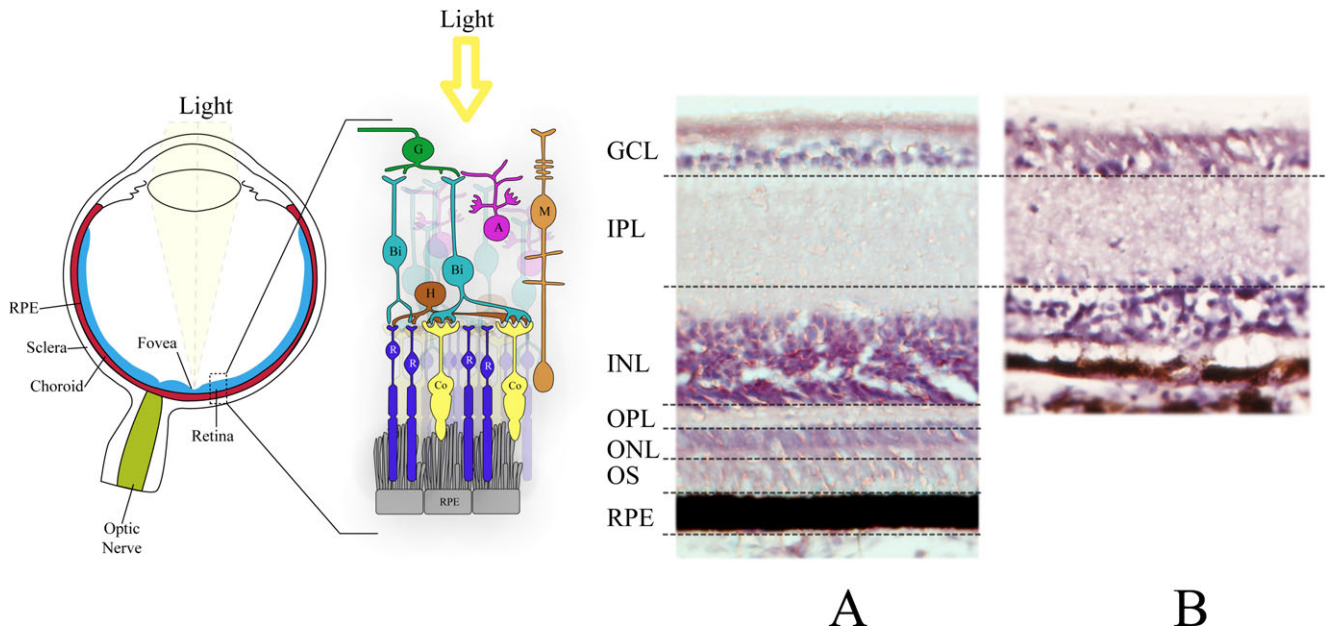 Light
RPE
Sclera
Choroid
Fovea
Retina
Optic
Nerve
Light
G
A
M
Bi
Bi
H
R
R
R
R
Co
Co
RPE
GCL
IPL
INL
OPL
ONL
OS
RPE
A
B